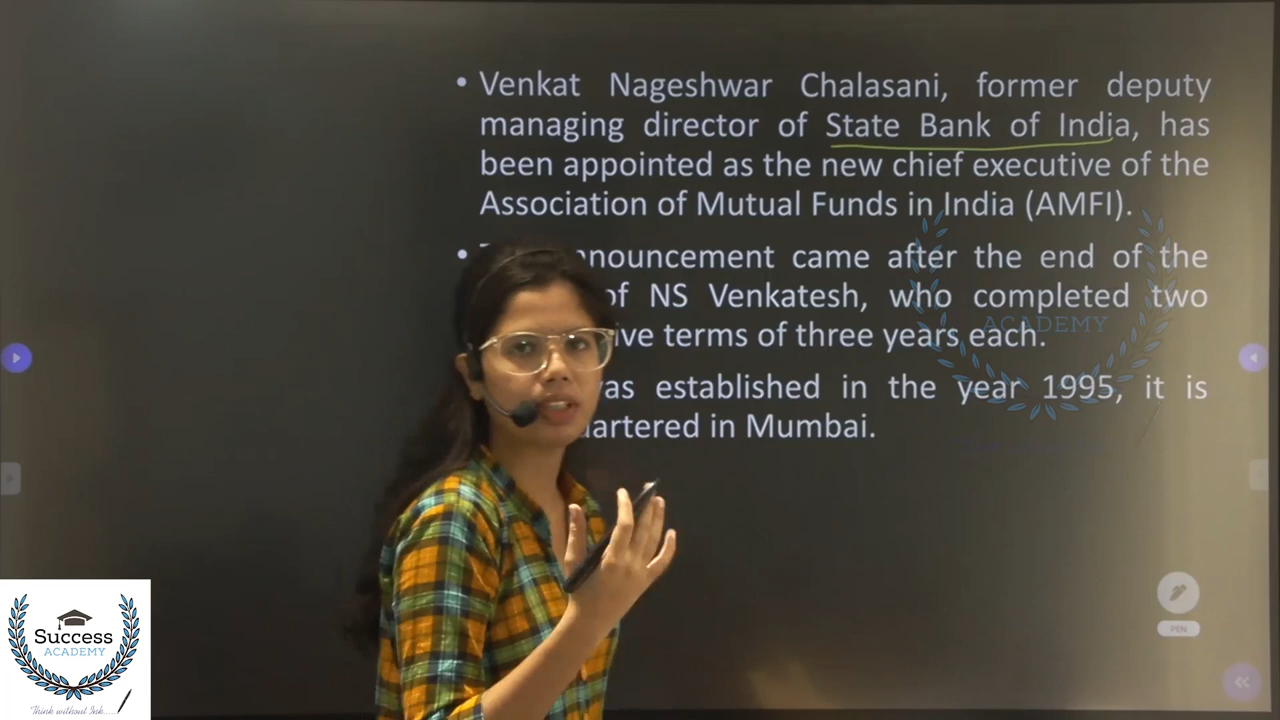 • Venkat Nageshwar Chalasani, former deputy
managing director of State Bank of India, has
been appointed as the new chief executive of the
Association of Mutual Funds in India (AMFI).
• nouncement came after the end of the
of NS Venkatesh, who completed two
ive terms of three years each.
was established in the year 1995, it is
artered in Mumbai.
ACADEMY
PEN
Success
ACADEMY
Think without Ink.....